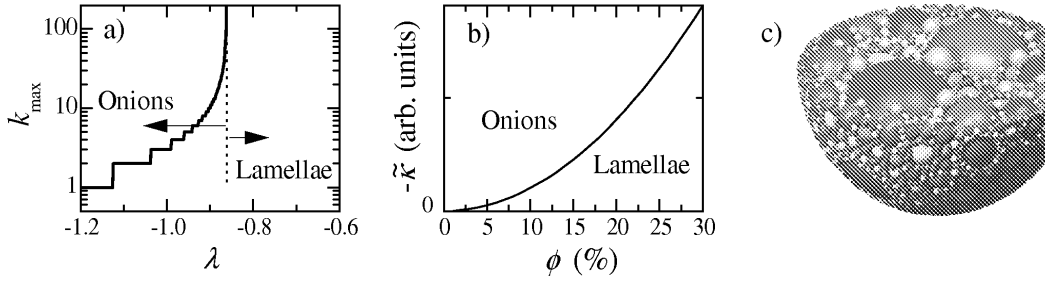 a)
100
10
1
k max
Onions
Lamellae
-1.2 -1.0 -0.8 -0.6
λ
b)
-κ̃ (arb. units)
0
Onions
Lamellae
0 5 10 15 20 25 30
ϕ (%)
c)